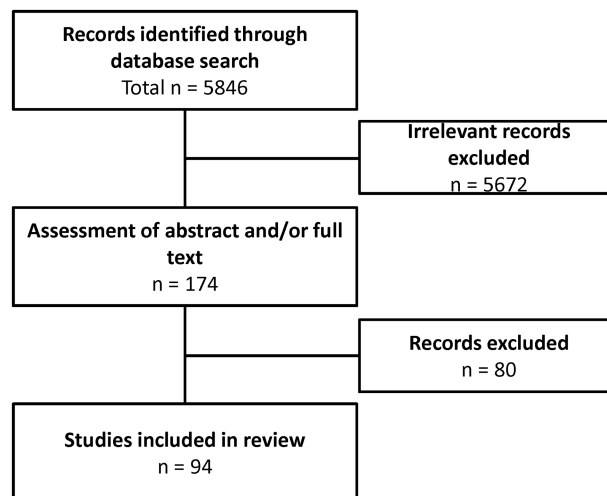 Records identified through
database search
Total n = 5846
Irrelevant records
excluded
n = 5672
Assessment of abstract and/or full
text
n = 174
Records excluded
n = 80
Studies included in review
n = 94